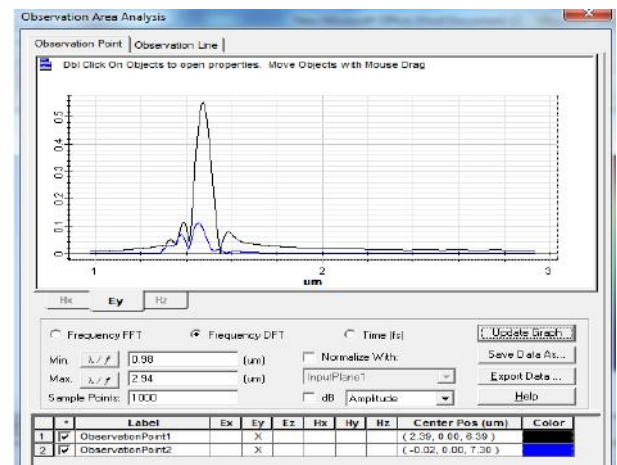 Observation Area Analysis
Observation Point Observation Line
Dbl Click On Objects to open properties. Move Objects with Mouse Drag
0.5
0.4
0.3
0.2
0.1
0
1 2 3
um
Hx Ey Hz
Frequency FFT Frequency DFT Time (fs) Update Graph
Min. λ / f 0.98 (um) Normalize With: Save Data As...
Max. λ / f 2.94 (um) InputPlane1 Export Data ...
Sample Points: 1000 dB Amplitude Help
* Label Ex Ey Ez Hx Hy Hz Center Pos (um) Color
1 ObservationPoint1 X ( 2.39, 0.00, 6.39 )
2 ObservationPoint2 X ( -0.02, 0.00, 7.30 )